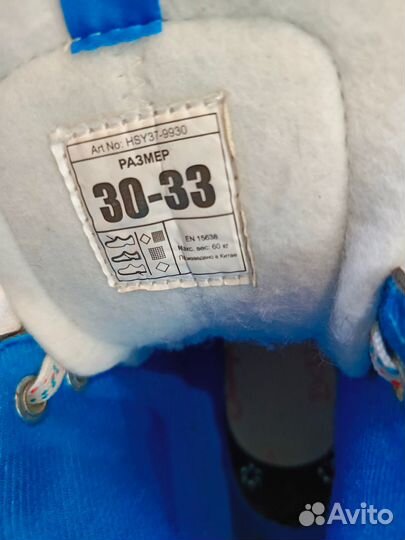 Art No: HSY37-9930
РАЗМЕР
30-33
EN 15638
Макс. вес: 60 кг
Произведено в Китае
Avito